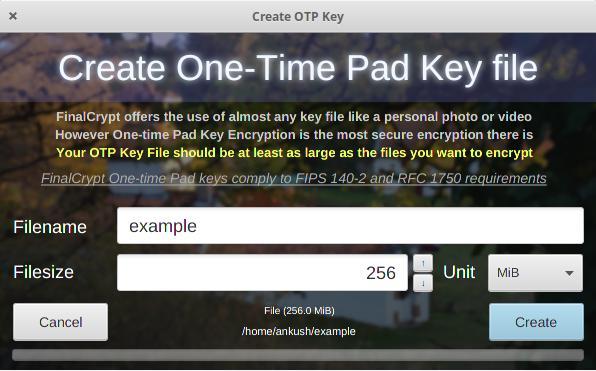 Create OTP Key
Create One-Time Pad Key file
FinalCrypt offers the use of almost any key file like a personal photo or video
However One-time Pad Key Encryption is the most secure encryption there is
Your OTP Key File should be at least as large as the files you want to encrypt
FinalCrypt One-time Pad keys comply to FIPS 140-2 and RFC 1750 requirements
Filename example
Filesize 256 ↑ ↓ Unit MiB
Cancel File (256.0 MiB) Create
/home/ankush/example